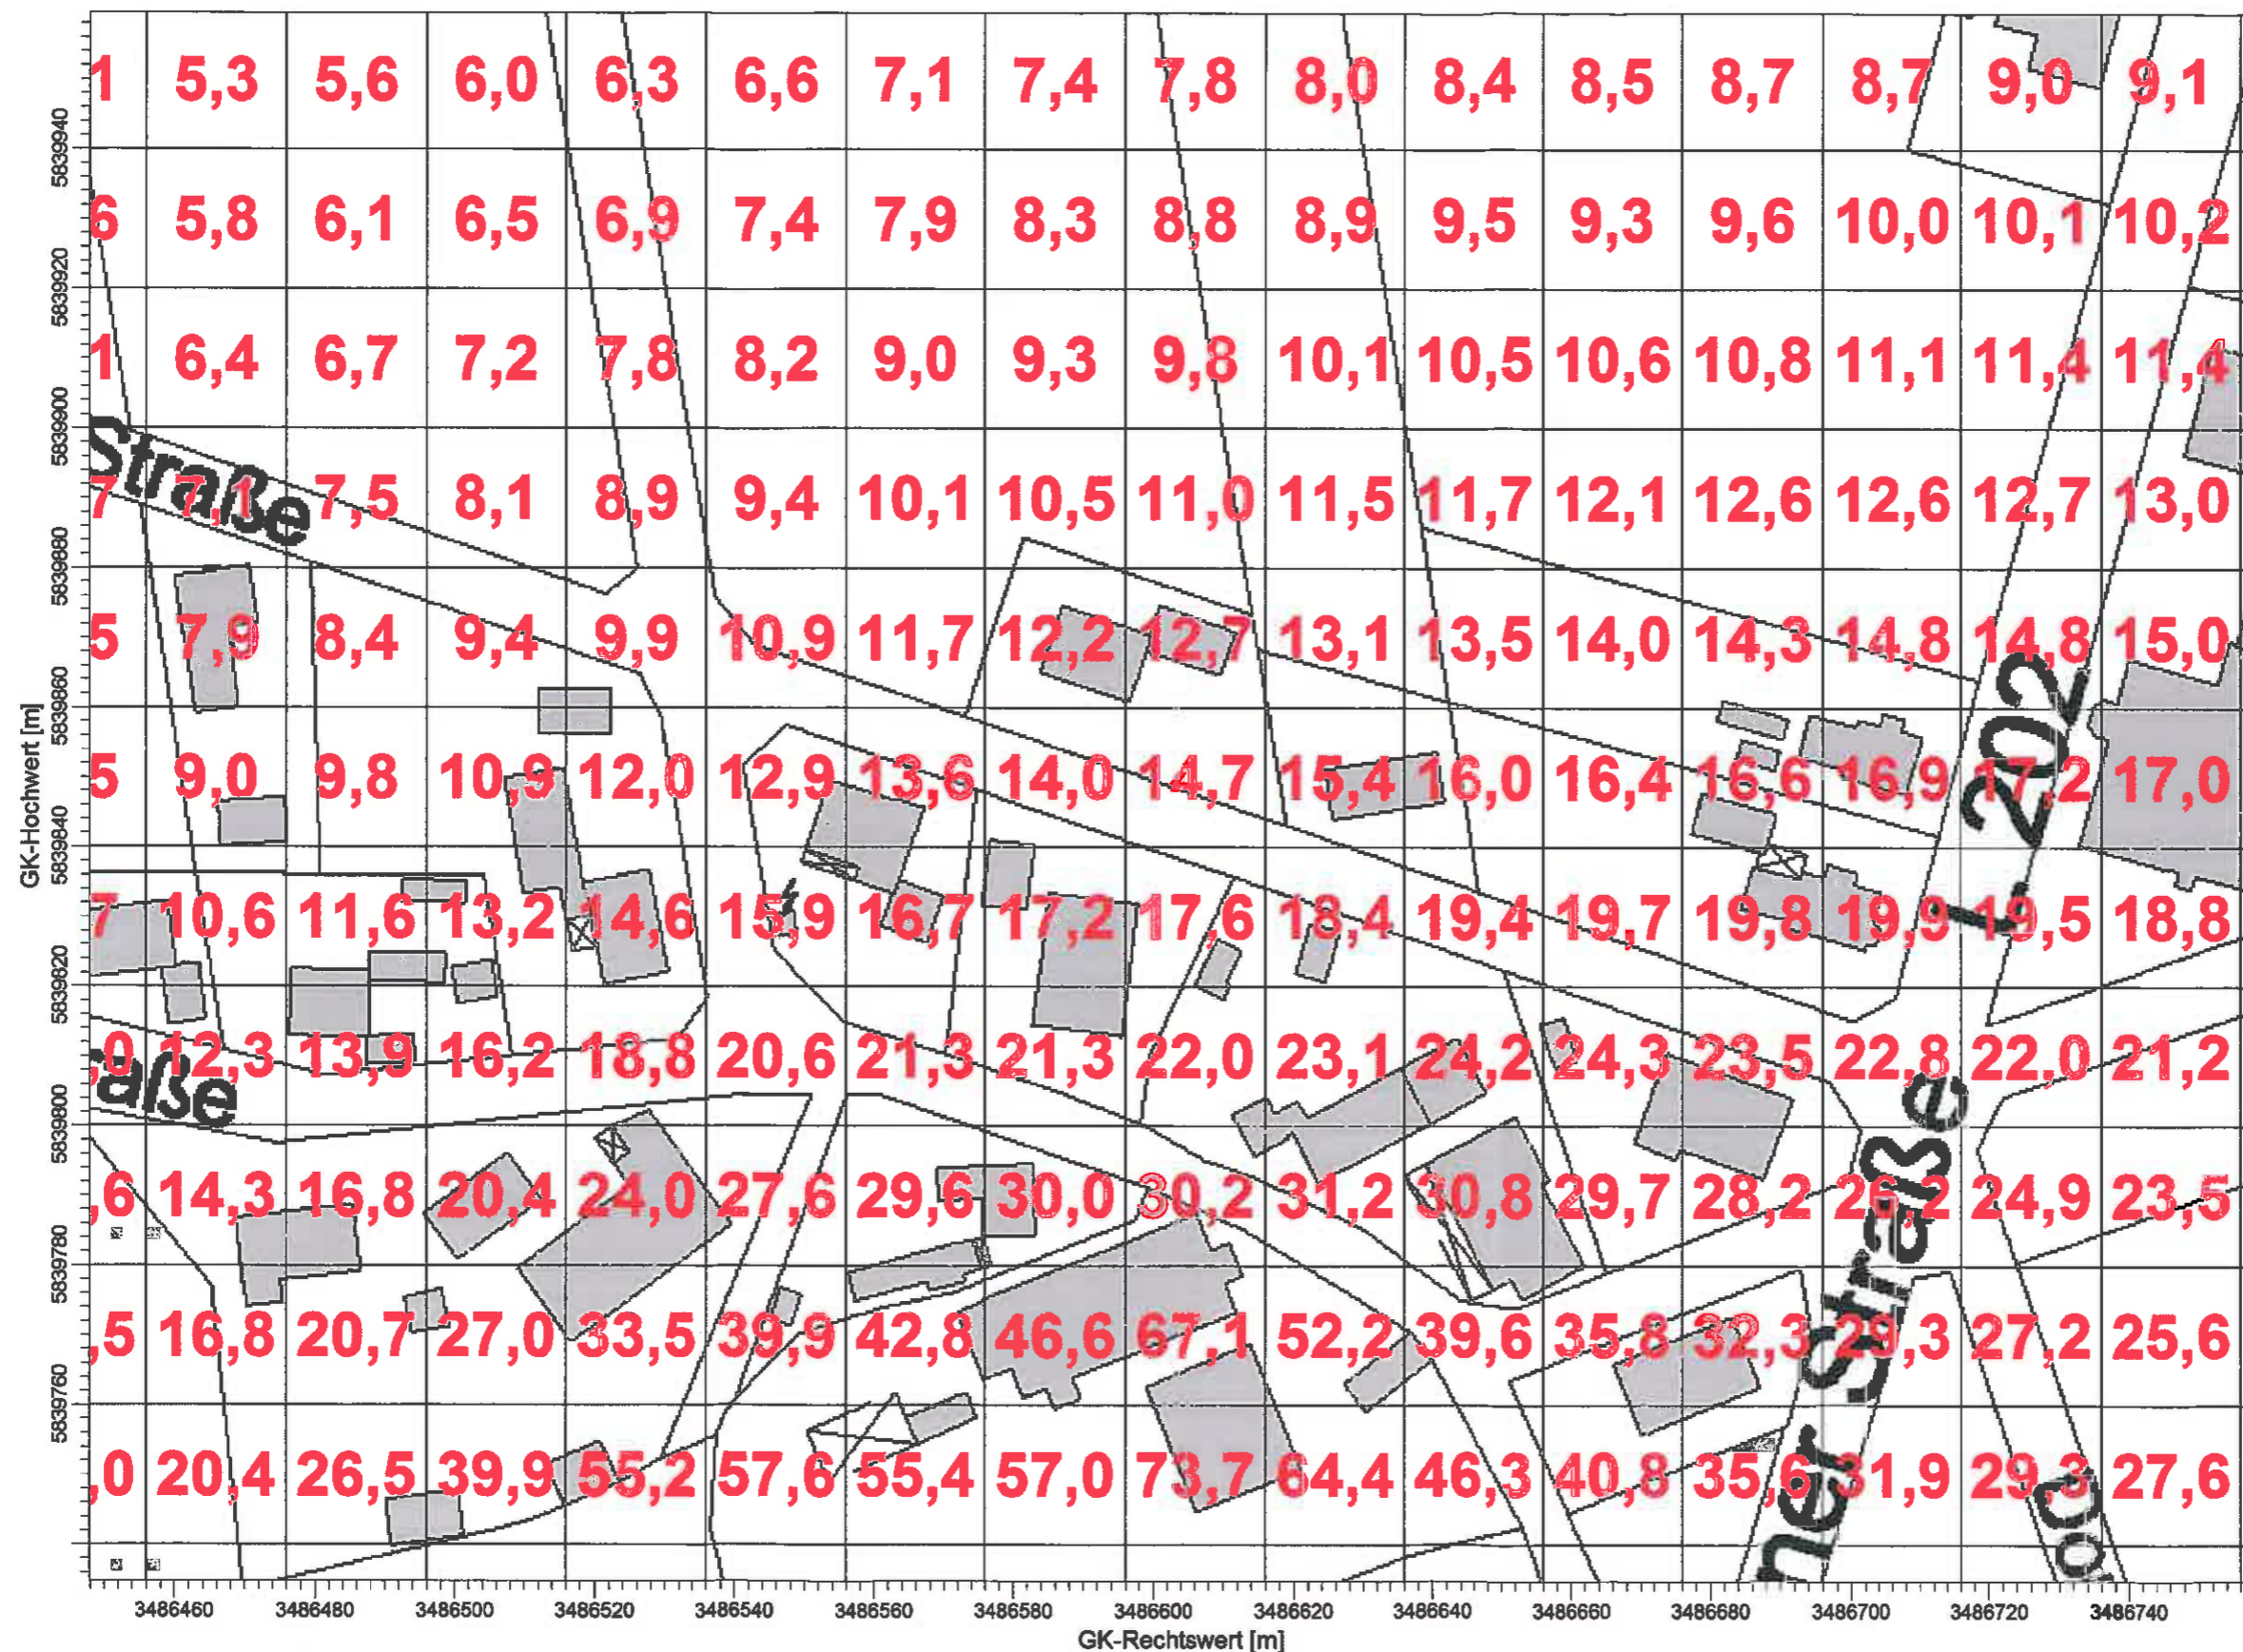 1 5,3 5,6 6,0 6,3 6,6 7,1 7,4 7,8 8,0 8,4 8,5 8,7 8,7 9,0 9,1
5839940
6 5,8 6,1 6,5 6,9 7,4 7,9 8,3 8,8 8,9 9,5 9,3 9,6 10,0 10,1 10,2
5839920
1 6,4 6,7 7,2 7,8 8,2 9,0 9,3 9,8 10,1 10,5 10,6 10,8 11,1 11,4 11,4
5839900
Straße
7 7,1 7,5 8,1 8,9 9,4 10,1 10,5 11,0 11,5 11,7 12,1 12,6 12,6 12,7 13,0
5839880
5 7,9 8,4 9,4 9,9 10,9 11,7 12,2 12,7 13,1 13,5 14,0 14,3 14,8 14,8 15,0
5839860
GK-Hochwert [m]
L 202
5 9,0 9,8 10,9 12,0 12,9 13,6 14,0 14,7 15,4 16,0 16,4 16,6 16,9 17,2 17,0
5839840
7 10,6 11,6 13,2 14,6 15,9 16,7 17,2 17,6 18,4 19,4 19,7 19,8 19,9 19,5 18,8
5839820
,0 12,3 13,9 16,2 18,8 20,6 21,3 21,3 22,0 23,1 24,2 24,3 23,5 22,8 22,0 21,2
aße
5839800
,6 14,3 16,8 20,4 24,0 27,6 29,6 30,0 30,2 31,2 30,8 29,7 28,2 26,2 24,9 23,5
5839780
ner Straße
,5 16,8 20,7 27,0 33,5 39,9 42,8 46,6 67,1 52,2 39,6 35,8 32,3 29,3 27,2 25,6
5839760
,0 20,4 26,5 39,9 55,2 57,6 55,4 57,0 73,7 64,4 46,3 40,8 35,6 31,9 29,3 27,6
3486460 3486480 3486500 3486520 3486540 3486560 3486580 3486600 3486620 3486640 3486660 3486680 3486700 3486720 3486740
GK-Rechtswert [m]